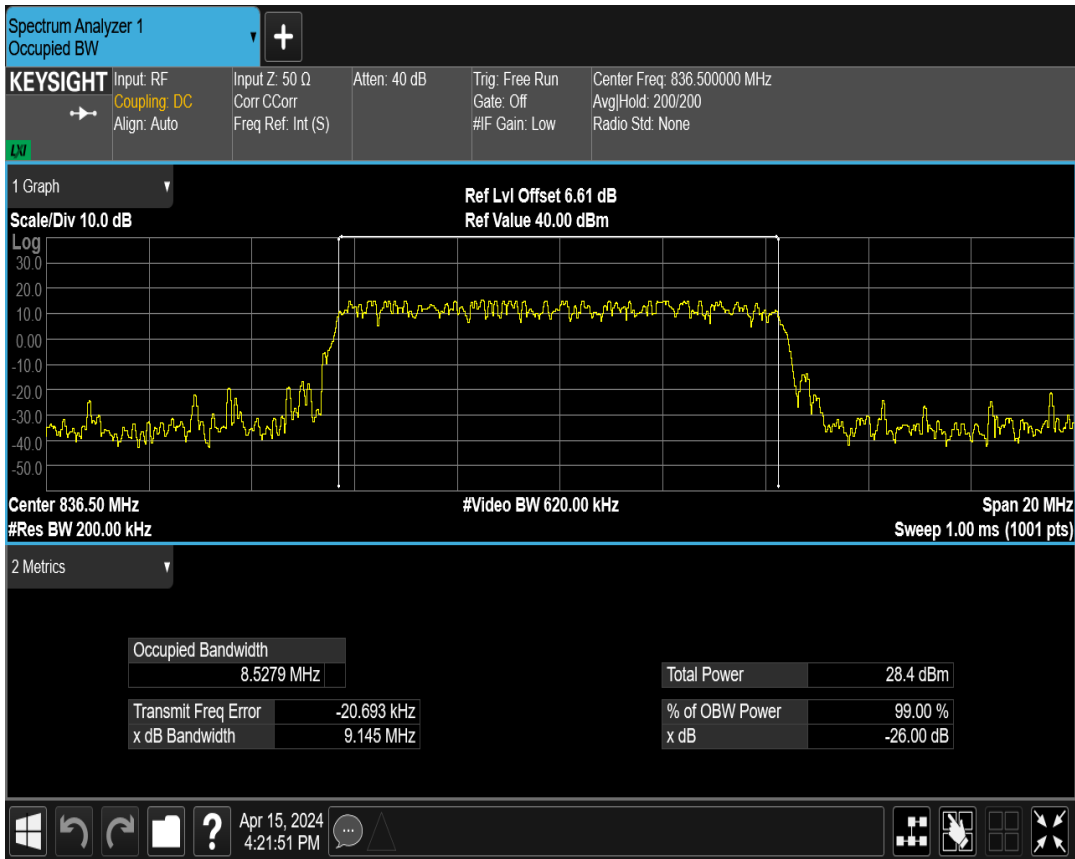 Spectrum Analyzer 1
Occupied BW
+
KEYSIGHT
LXI
Input: RF
Coupling: DC
Align: Auto
Input Z: 50 Ω
Corr CCorr
Freq Ref: Int (S)
Atten: 40 dB
Trig: Free Run
Gate: Off
#IF Gain: Low
Center Freq: 836.500000 MHz
Avg|Hold: 200/200
Radio Std: None
1 Graph
Scale/Div 10.0 dB
Ref Lvl Offset 6.61 dB
Ref Value 40.00 dBm
Log
30.0
20.0
10.0
0.00
-10.0
-20.0
-30.0
-40.0
-50.0
Center 836.50 MHz
#Video BW 620.00 kHz
Span 20 MHz
#Res BW 200.00 kHz
Sweep 1.00 ms (1001 pts)
2 Metrics
Occupied Bandwidth
8.5279 MHz
Transmit Freq Error -20.693 kHz
x dB Bandwidth 9.145 MHz
Total Power 28.4 dBm
% of OBW Power 99.00 %
x dB -26.00 dB
?
Apr 15, 2024
4:21:51 PM